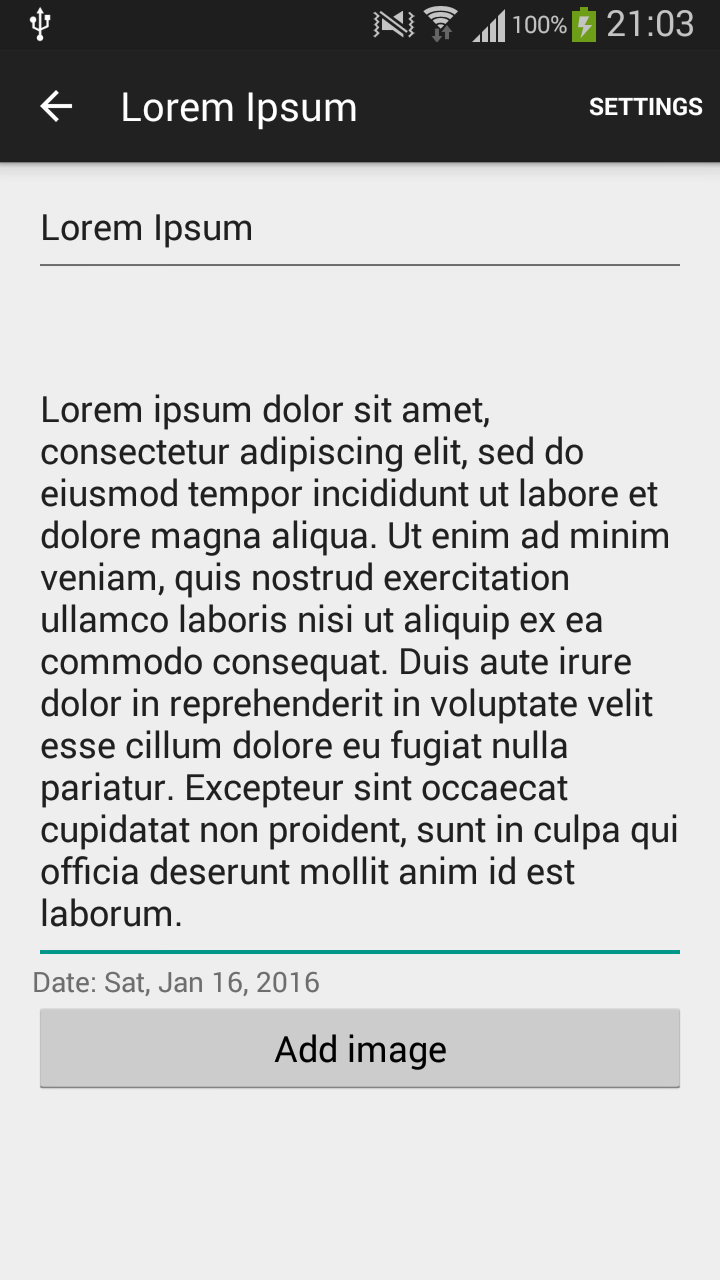 100% 21:03
Lorem Ipsum SETTINGS
Lorem Ipsum
Lorem ipsum dolor sit amet,
consectetur adipiscing elit, sed do
eiusmod tempor incididunt ut labore et
dolore magna aliqua. Ut enim ad minim
veniam, quis nostrud exercitation
ullamco laboris nisi ut aliquip ex ea
commodo consequat. Duis aute irure
dolor in reprehenderit in voluptate velit
esse cillum dolore eu fugiat nulla
pariatur. Excepteur sint occaecat
cupidatat non proident, sunt in culpa qui
officia deserunt mollit anim id est
laborum.
Date: Sat, Jan 16, 2016
Add image